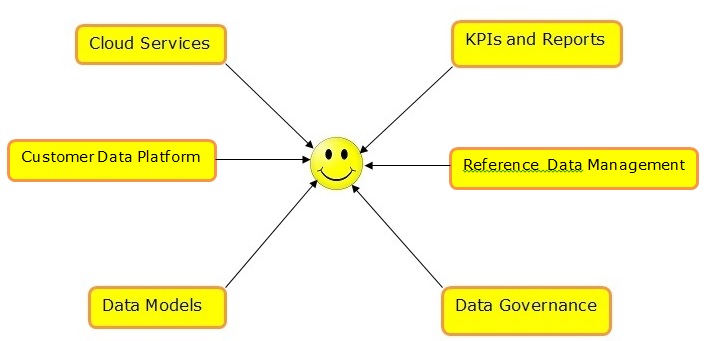 Cloud Services
KPIs and Reports
Customer Data Platform
Reference Data Management
Data Models
Data Governance